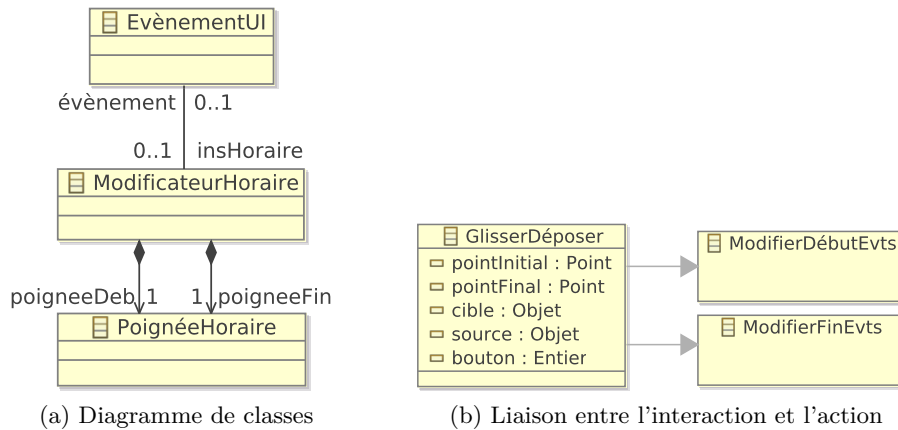 EvènementUI
évènement 0..1
0..1 insHoraire
ModificateurHoraire
poigneeDeb 1 1 poigneeFin
PoignéeHoraire
(a) Diagramme de classes
GlisserDéposer
pointInitial : Point
pointFinal : Point
cible : Objet
source : Objet
bouton : Entier
ModifierDébutEvts
ModifierFinEvts
(b) Liaison entre l'interaction et l'action